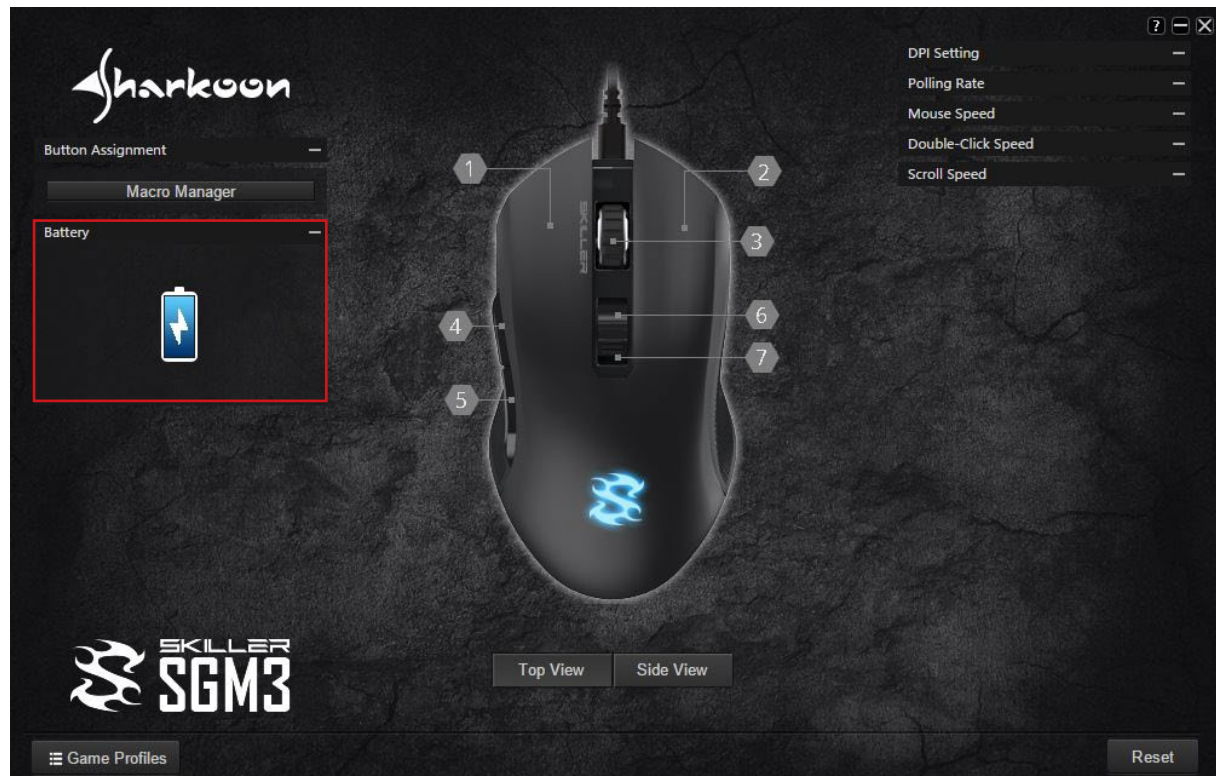 Sharkoon
Button Assignment
Macro Manager
Battery
1
2
3
4
5
6
7
SKILLER
DPI Setting
Polling Rate
Mouse Speed
Double-Click Speed
Scroll Speed
?
SKILLER
SGM3
Top View
Side View
Game Profiles
Reset